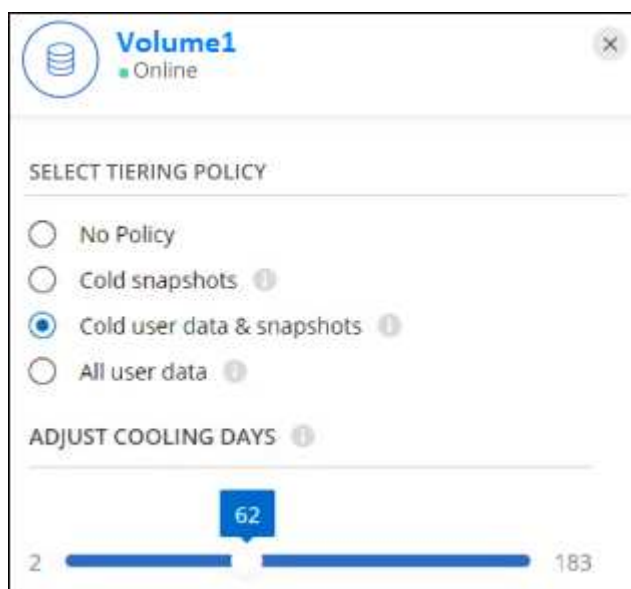 Volume1
Online
SELECT TIERING POLICY
No Policy
Cold snapshots
Cold user data & snapshots
All user data
ADJUST COOLING DAYS
62
2 183